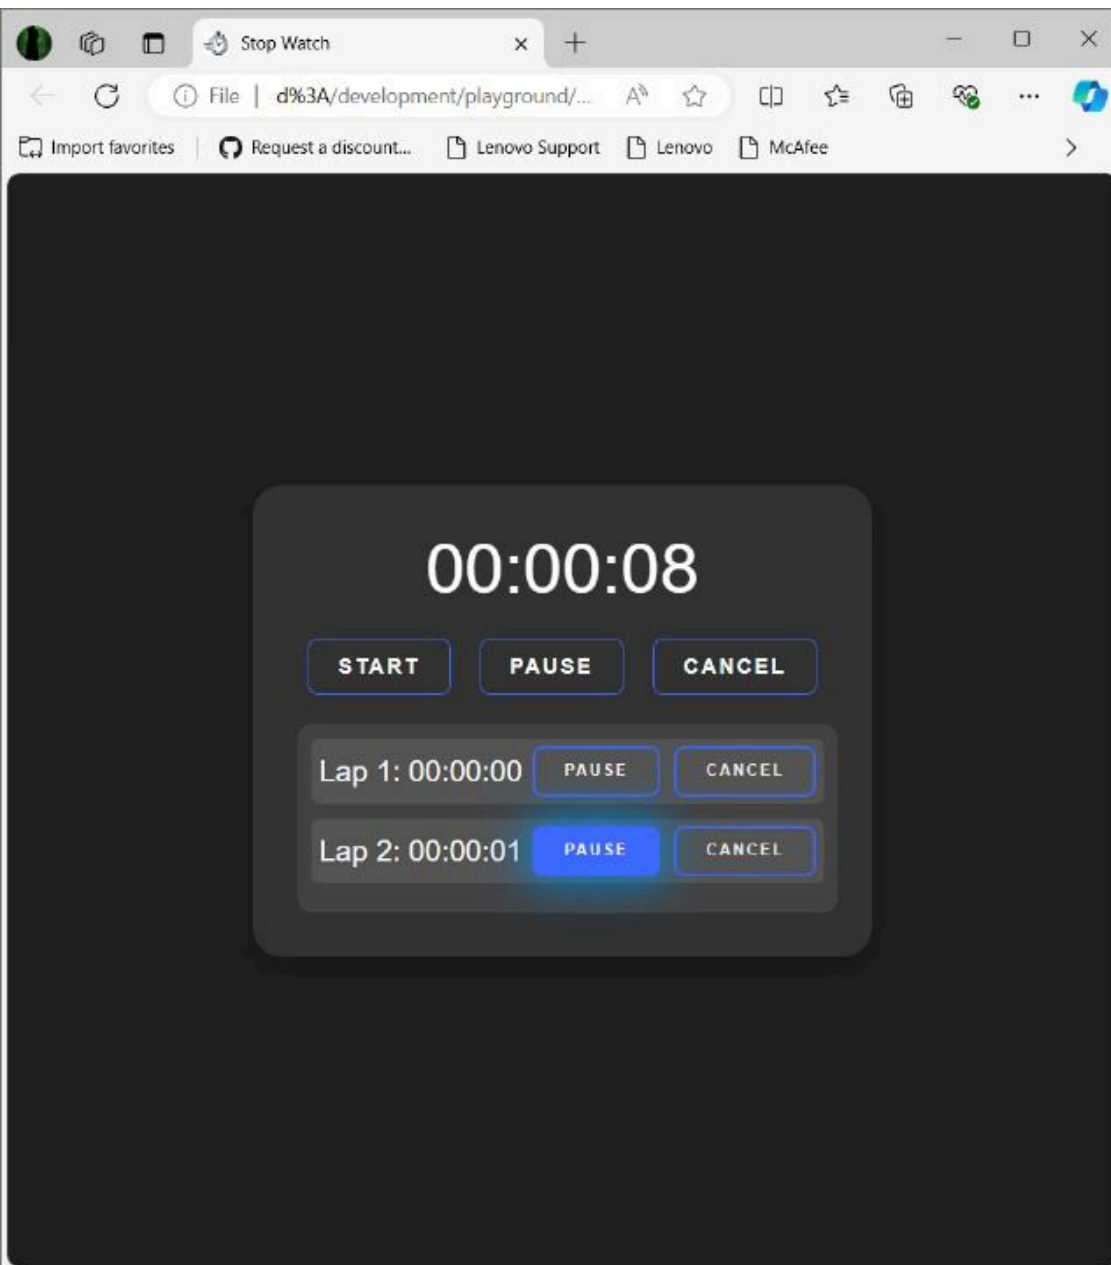 Stop Watch
File | d%3A/development/playground/...
Import favorites | Request a discount... Lenovo Support Lenovo McAfee
00:00:08
START PAUSE CANCEL
Lap 1: 00:00:00 PAUSE CANCEL
Lap 2: 00:00:01 PAUSE CANCEL